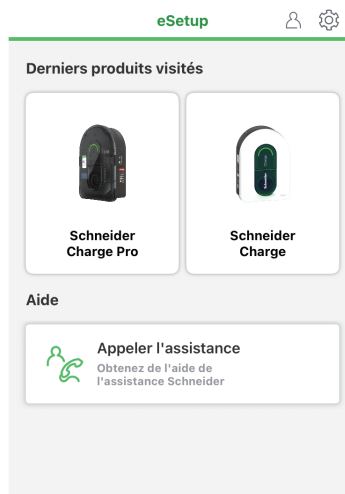 eSetup
Derniers produits visités
Schneider
Charge Pro
Schneider
Charge
Aide
Appeler l'assistance
Obtenez de l'aide de
l'assistance Schneider